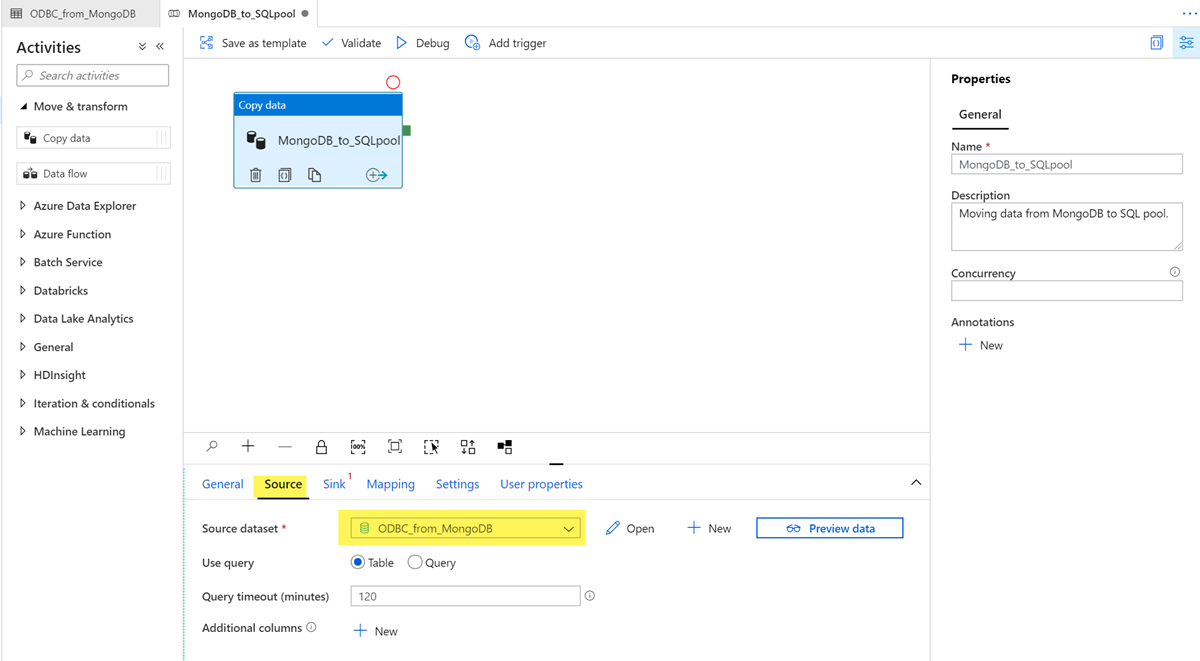 ODBC_from_MongoDB
MongoDB_to_SQLpool
Activities
Search activities
Move & transform
Copy data
Data flow
Azure Data Explorer
Azure Function
Batch Service
Databricks
Data Lake Analytics
General
HDInsight
Iteration & conditionals
Machine Learning
Save as template
Validate
Debug
Add trigger
Copy data
MongoDB_to_SQLpool
100%
General
Source
Sink 1
Mapping
Settings
User properties
Source dataset *
ODBC_from_MongoDB
Open
New
Preview data
Use query
Table
Query
Query timeout (minutes)
120
Additional columns
New
Properties
General
Name *
MongoDB_to_SQLpool
Description
Moving data from MongoDB to SQL pool.
Concurrency
Annotations
New